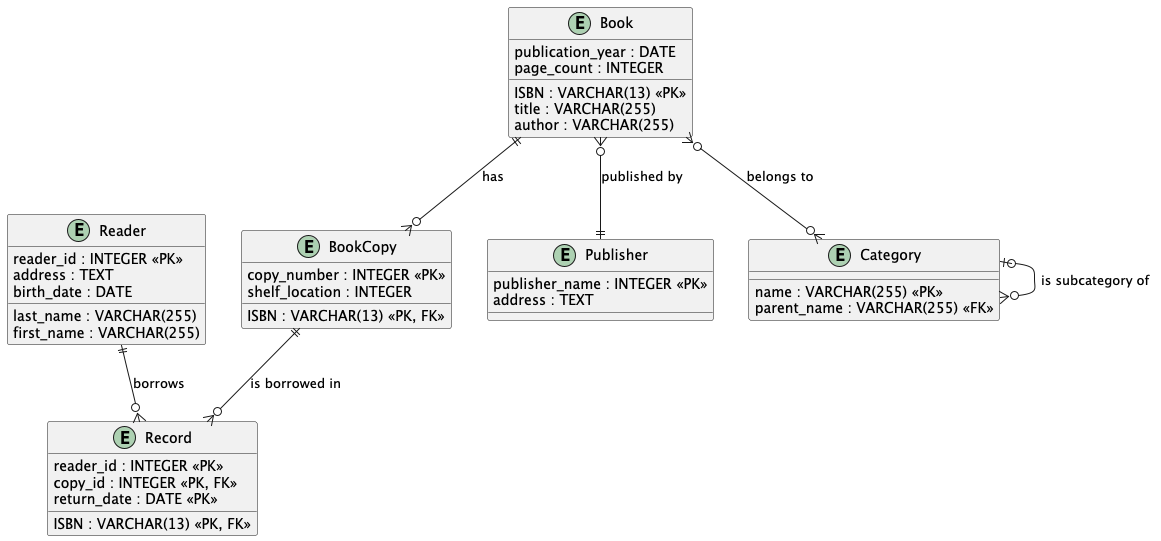 E Book
publication_year : DATE
page_count : INTEGER
ISBN : VARCHAR(13) «PK»
title : VARCHAR(255)
author : VARCHAR(255)
has
published by
belongs to
E Reader
reader_id : INTEGER «PK»
address : TEXT
birth_date : DATE
last_name : VARCHAR(255)
first_name : VARCHAR(255)
E BookCopy
copy_number : INTEGER «PK»
shelf_location : INTEGER
ISBN : VARCHAR(13) «PK, FK»
E Publisher
publisher_name : INTEGER «PK»
address : TEXT
E Category
name : VARCHAR(255) «PK»
parent_name : VARCHAR(255) «FK»
is subcategory of
borrows
is borrowed in
E Record
reader_id : INTEGER «PK»
copy_id : INTEGER «PK, FK»
return_date : DATE «PK»
ISBN : VARCHAR(13) «PK, FK»